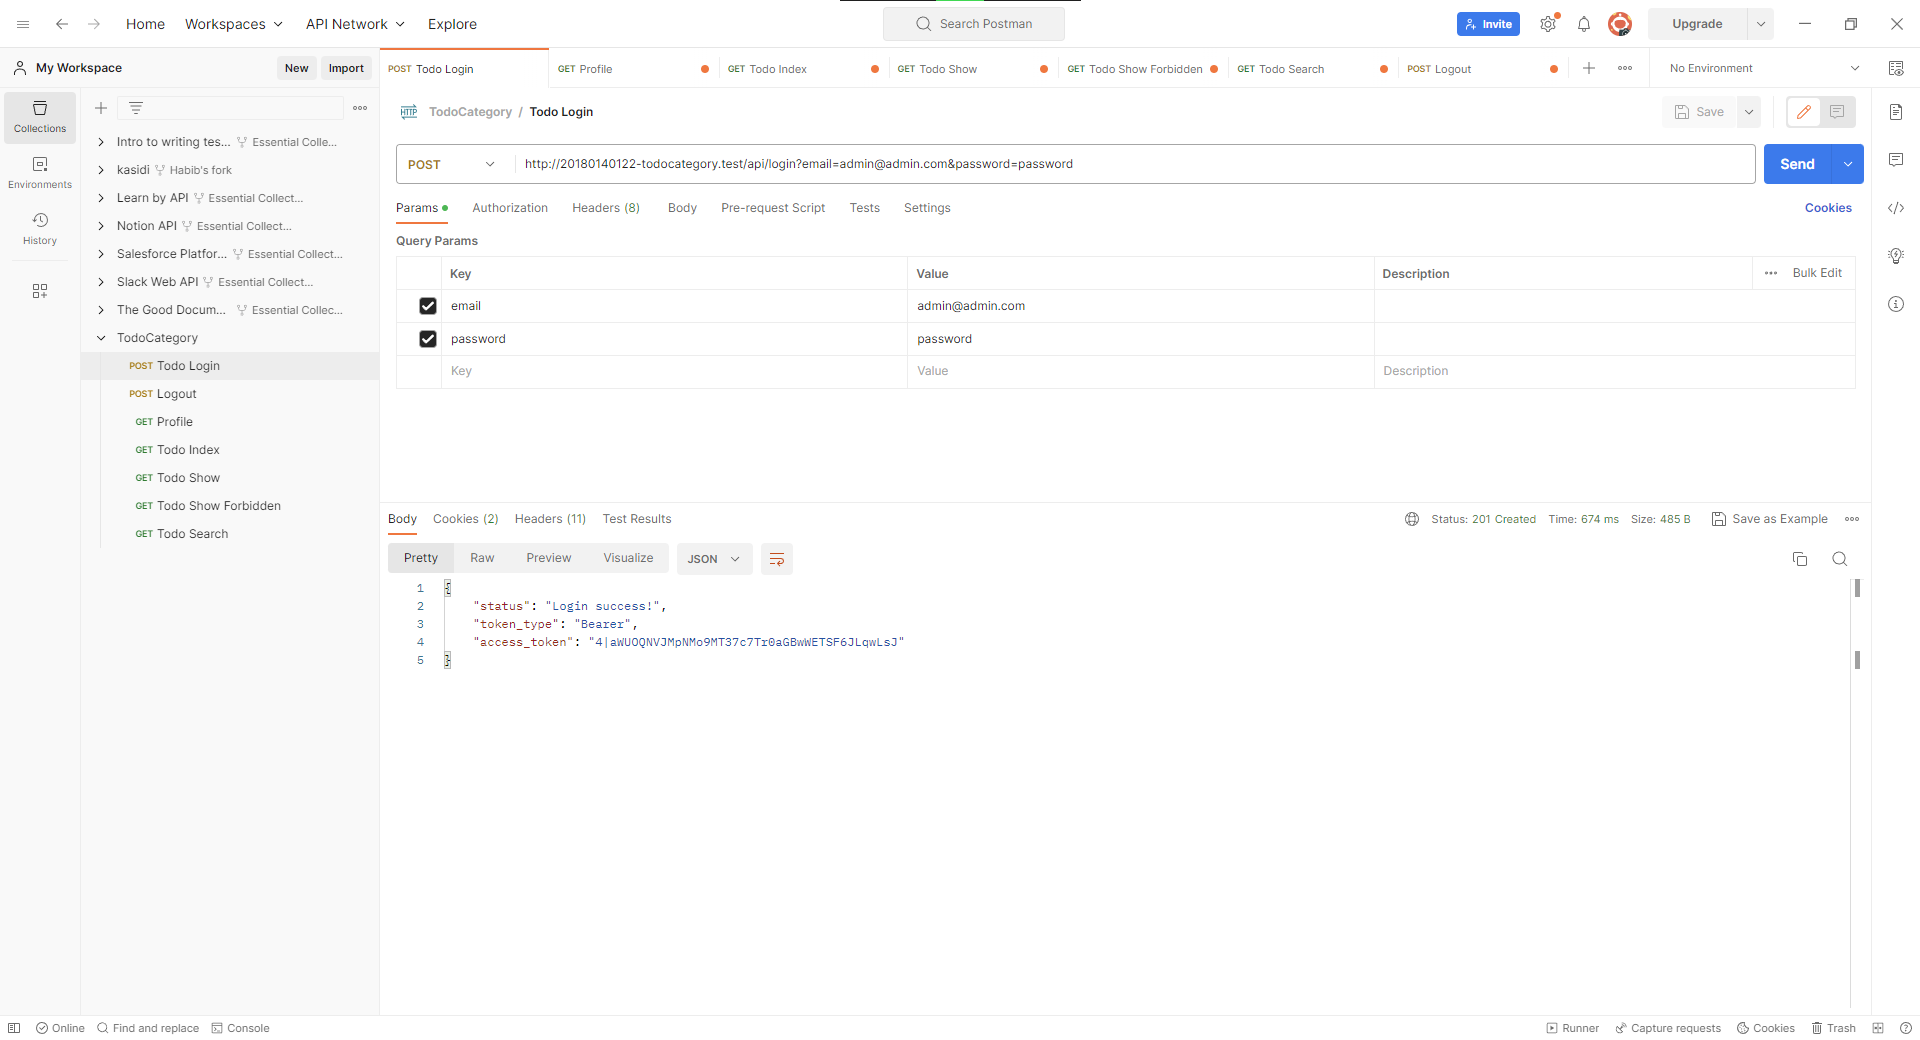 Home Workspaces API Network Explore Search Postman Invite Upgrade
My Workspace New Import
POST Todo Login GET Profile GET Todo Index GET Todo Show GET Todo Show Forbidden GET Todo Search POST Logout No Environment
Collections
Environments
History
Intro to writing tes... Essential Colle...
kasidi Habib's fork
Learn by API Essential Collect...
Notion API Essential Collect...
Salesforce Platfor... Essential Collect...
Slack Web API Essential Collect...
The Good Docum... Essential Collec...
TodoCategory
POST Todo Login
POST Logout
GET Profile
GET Todo Index
GET Todo Show
GET Todo Show Forbidden
GET Todo Search
HTTP TodoCategory / Todo Login Save
POST http://20180140122-todocategory.test/api/login?email=admin@admin.com&password=password Send
Params Authorization Headers (8) Body Pre-request Script Tests Settings Cookies
Query Params
Key Value Description Bulk Edit
email admin@admin.com
password password
Key Value Description
Body Cookies (2) Headers (11) Test Results Status: 201 Created Time: 674 ms Size: 485 B Save as Example
Pretty Raw Preview Visualize JSON
1 {
2 "status": "Login success!",
3 "token_type": "Bearer",
4 "access_token": "4|aWUOQNVJMpNMo9MT37c7Tr0aGBwWETSF6JLqwLsJ"
5 }
Online Find and replace Console Runner Capture requests Cookies Trash